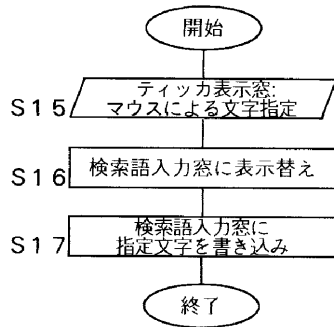 開始
ティッカ表示窓:
マウスによる文字指定
S15
検索語入力窓に表示替え
S16
検索語入力窓に
指定文字を書き込み
S17
終了